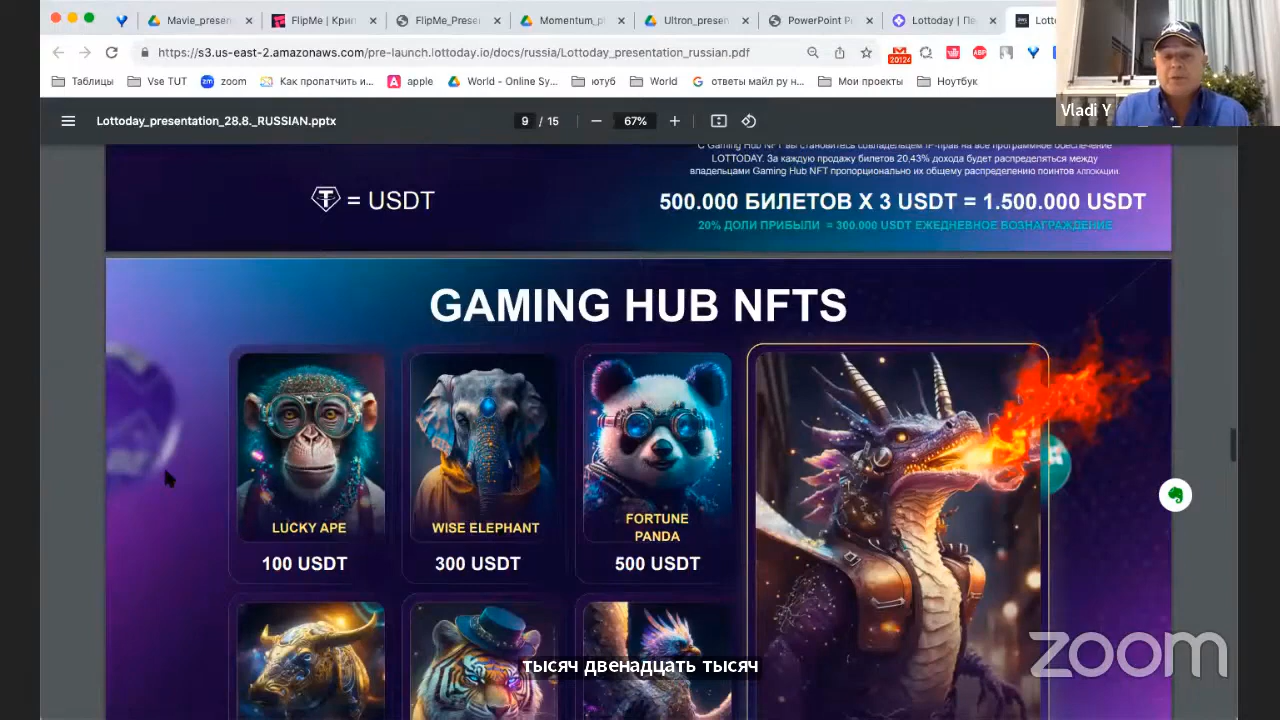 Mavie_presen
FlipMe | Крип
FlipMe_Presen
Momentum_p
Ultron_presen
PowerPoint P
Lottoday | Пе
Lotto
https://s3.us-east-2.amazonaws.com/pre-launch.lottoday.io/docs/russia/Lottoday_presentation_russian.pdf
20124
ABP
Таблицы
Vse TUT
zm
zoom
Как пропатчить и...
A
apple
ID card - Online Sy...
ютуб
World
G
ответы майл ру н...
Мои проекты
Ноутбук
Vladi Y
Lottoday_presentation_28.8._RUSSIAN.pptx
9 / 15
67%
С Gaming Hub NFT вы становитесь совладельцем IP-прав на все программное обеспечение
LOTTODAY. За каждую продажу билетов 20,43% дохода будет распределяться между
владельцами Gaming Hub NFT пропорционально их общему распределению поинтов аллокации.
= USDT
500.000 БИЛЕТОВ X 3 USDT = 1.500.000 USDT
20% ДОЛИ ПРИБЫЛИ = 300.000 USDT ЕЖЕДНЕВНОЕ ВОЗНАГРАЖДЕНИЕ
GAMING HUB NFTS
LUCKY APE
100 USDT
WISE ELEPHANT
300 USDT
FORTUNE
PANDA
500 USDT
тысяч двенадцать тысяч
zoom